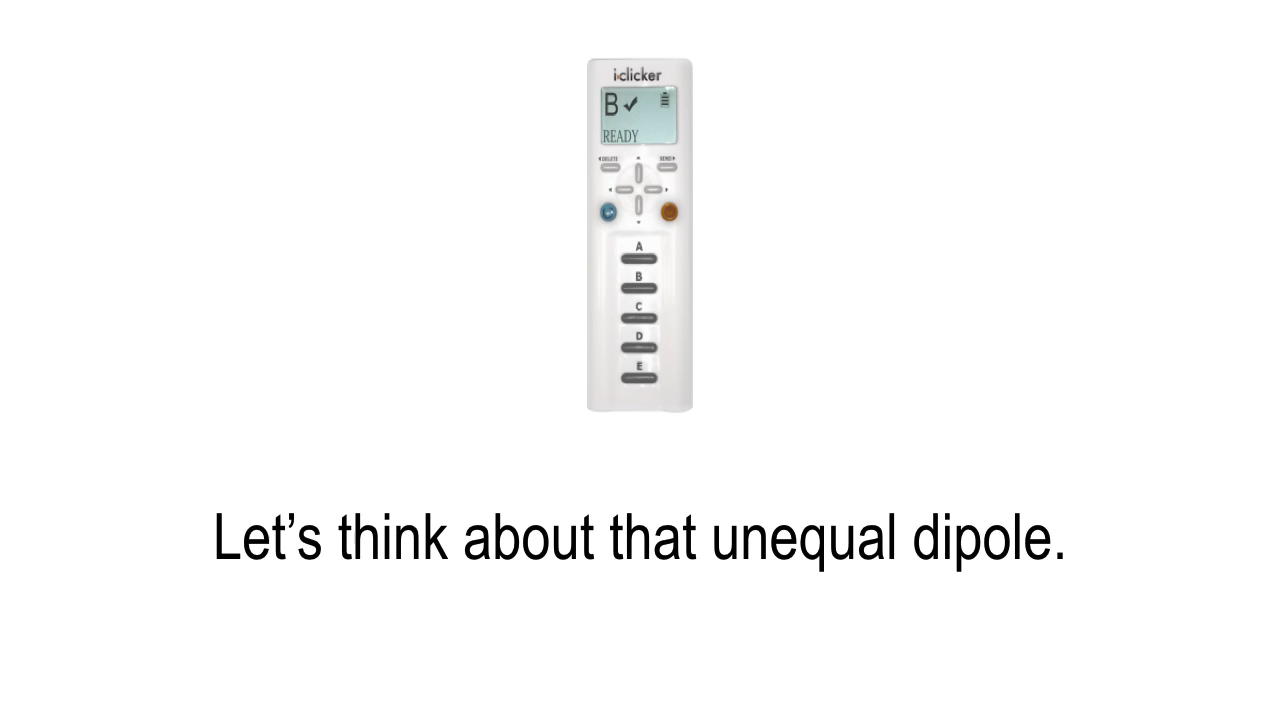 iclicker
B✓
READY
DELETE SEND
A
B
C
D
E
Let’s think about that unequal dipole.